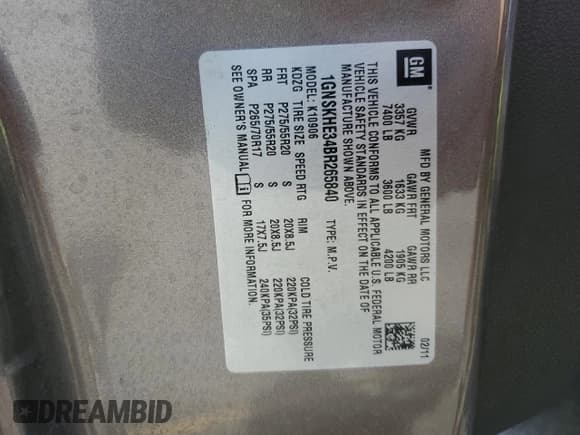 GM
MFD BY GENERAL MOTORS LLC 02/11
GVWR GAWR FRT GAWR RR
3357 KG 1633 KG 1905 KG
7400 LB 3600 LB 4200 LB
THIS VEHICLE CONFORMS TO ALL APPLICABLE U.S. FEDERAL MOTOR
VEHICLE SAFETY STANDARDS IN EFFECT ON THE DATE OF
MANUFACTURE SHOWN ABOVE.
1GNSKHE34BR265840 TYPE: M.P.V.
MODEL: K10906
KDZG TIRE SIZE SPEED RTG RIM COLD TIRE PRESSURE
FRT P275/55R20 S 20X8.5J 220KPA(32PSI)
RR P275/55R20 S 20X8.5J 220KPA(32PSI)
SPA P265/70R17 S 17X7.5J 240KPA(35PSI)
SEE OWNER'S MANUAL i FOR MORE INFORMATION.
DREAMBID